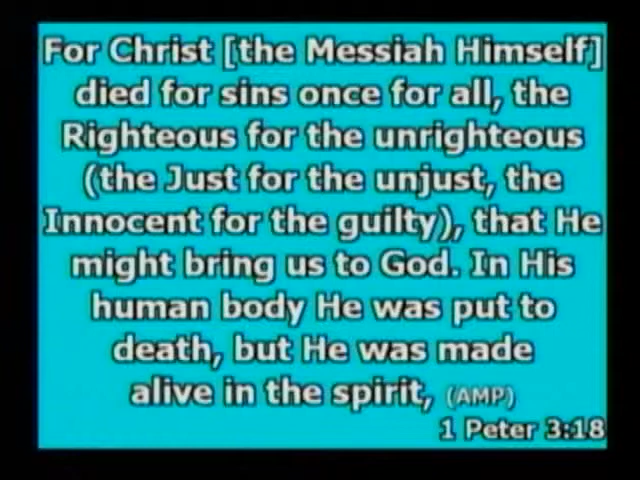 For Christ [the Messiah Himself]
died for sins once for all, the
Righteous for the unrighteous
(the Just for the unjust, the
Innocent for the guilty), that He
might bring us to God. In His
human body He was put to
death, but He was made
alive in the spirit, (AMP)
1 Peter 3:18